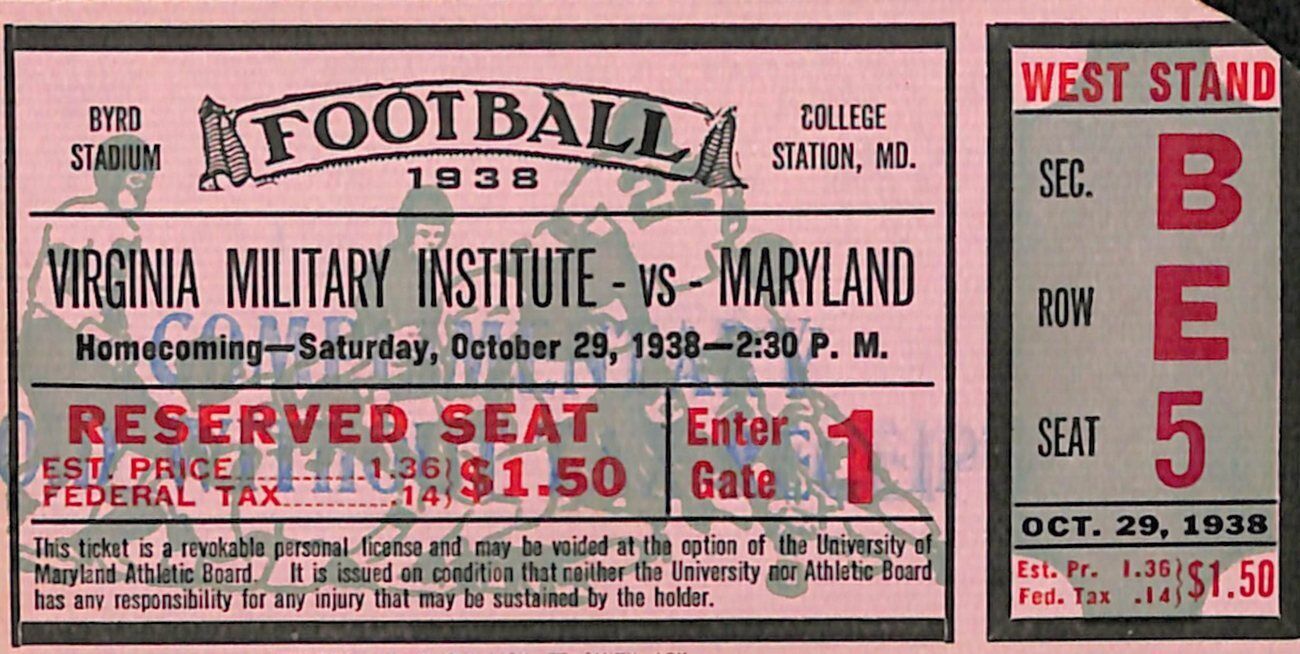 BYRD
STADIUM
FOOTBALL
1938
COLLEGE
STATION, MD.
VIRGINIA MILITARY INSTITUTE - VS - MARYLAND
Homecoming—Saturday, October 29, 1938—2:30 P. M.
COMPLIMENTARY
RESERVED SEAT
EST. PRICE 1.36
FEDERAL TAX .14
$1.50
Enter
Gate
1
This ticket is a revokable personal license and may be voided at the option of the University of
Maryland Athletic Board. It is issued on condition that neither the University nor Athletic Board
has any responsibility for any injury that may be sustained by the holder.
WEST STAND
SEC. B
ROW E
SEAT 5
OCT. 29, 1938
Est. Pr. 1.36
Fed. Tax .14
$1.50